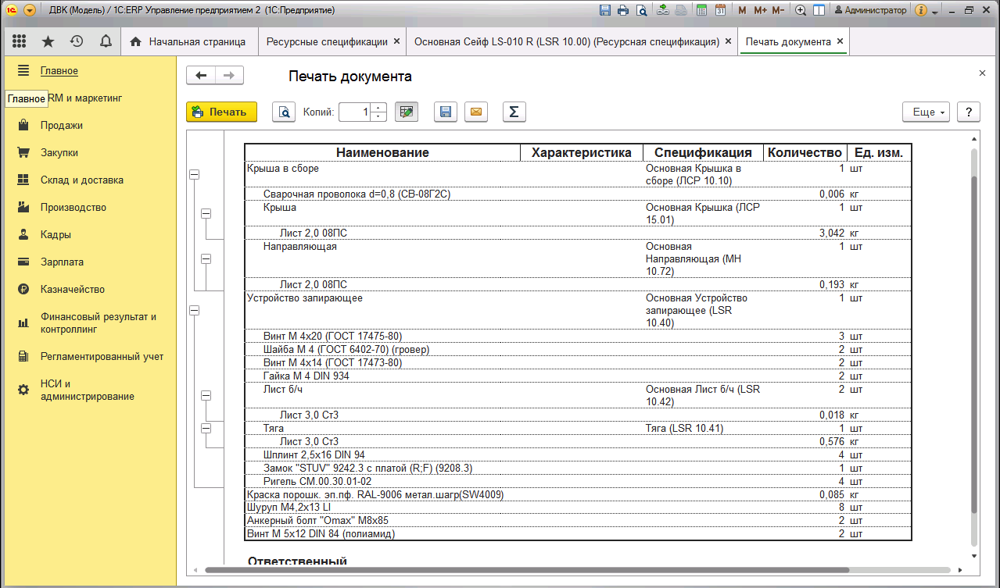 ДВК (Модель) / 1С:ERP Управление предприятием 2 (1С:Предприятие)
M M+ M- Администратор
Начальная страница
Ресурсные спецификации
Основная Сейф LS-010 R (LSR 10.00) (Ресурсная спецификация)
Печать документа
Главное
Главное RM и маркетинг
Продажи
Закупки
Склад и доставка
Производство
Кадры
Зарплата
Казначейство
Финансовый результат и
контроллинг
Регламентированный учет
НСИ и
администрирование
Печать документа
Печать Копий: 1 Σ Еще ?
Наименование Характеристика Спецификация Количество Ед. изм.
Крыша в сборе Основная Крышка в 1 шт
сборе (ЛСР 10.10)
Сварочная проволока d=0,8 (СВ-08Г2С) 0,006 кг
Крыша Основная Крышка (ЛСР 1 шт
15.01)
Лист 2,0 08ПС 3,042 кг
Направляющая Основная 1 шт
Направляющая (МН
10.72)
Лист 2,0 08ПС 0,193 кг
Устройство запирающее Основная Устройство 1 шт
запирающее (LSR
10.40)
Винт М 4х20 (ГОСТ 17475-80) 3 шт
Шайба М 4 (ГОСТ 6402-70) (гровер) 2 шт
Винт М 4х14 (ГОСТ 17473-80) 2 шт
Гайка М 4 DIN 934 2 шт
Лист б/ч Основная Лист б/ч (LSR 2 шт
10.42)
Лист 3,0 Ст3 0,018 кг
Тяга Тяга (LSR 10.41) 1 шт
Лист 3,0 Ст3 0,576 кг
Шплинт 2,5х16 DIN 94 4 шт
Замок "STUV" 9242.3 с платой (R;F) (9208.3) 1 шт
Ригель СМ.00.30.01-02 4 шт
Краска порошк. эп.пф. RAL-9006 метал.шагр(SW4009) 0,085 кг
Шуруп М4,2х13 LI 8 шт
Анкерный болт "Omax" М8х85 2 шт
Винт М 5х12 DIN 84 (полиамид) 2 шт
Ответственный